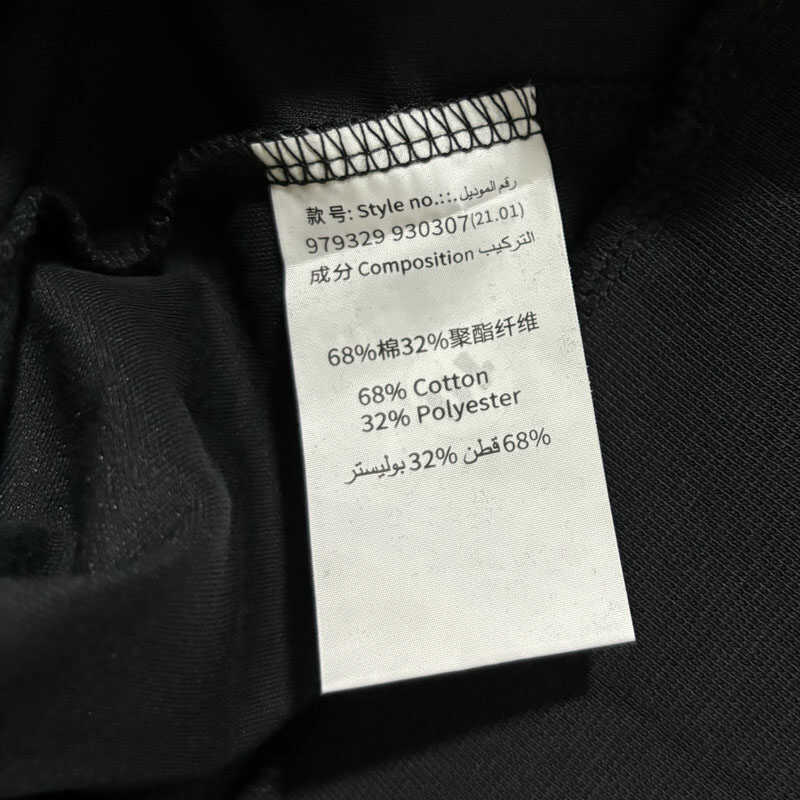 款号: Style no.::. رقم الموديل
979329 930307(21.01)
成分 Composition التركيب
68%棉32%聚酯纤维
68% Cotton
32% Polyester
68% قطن 32% بوليستر